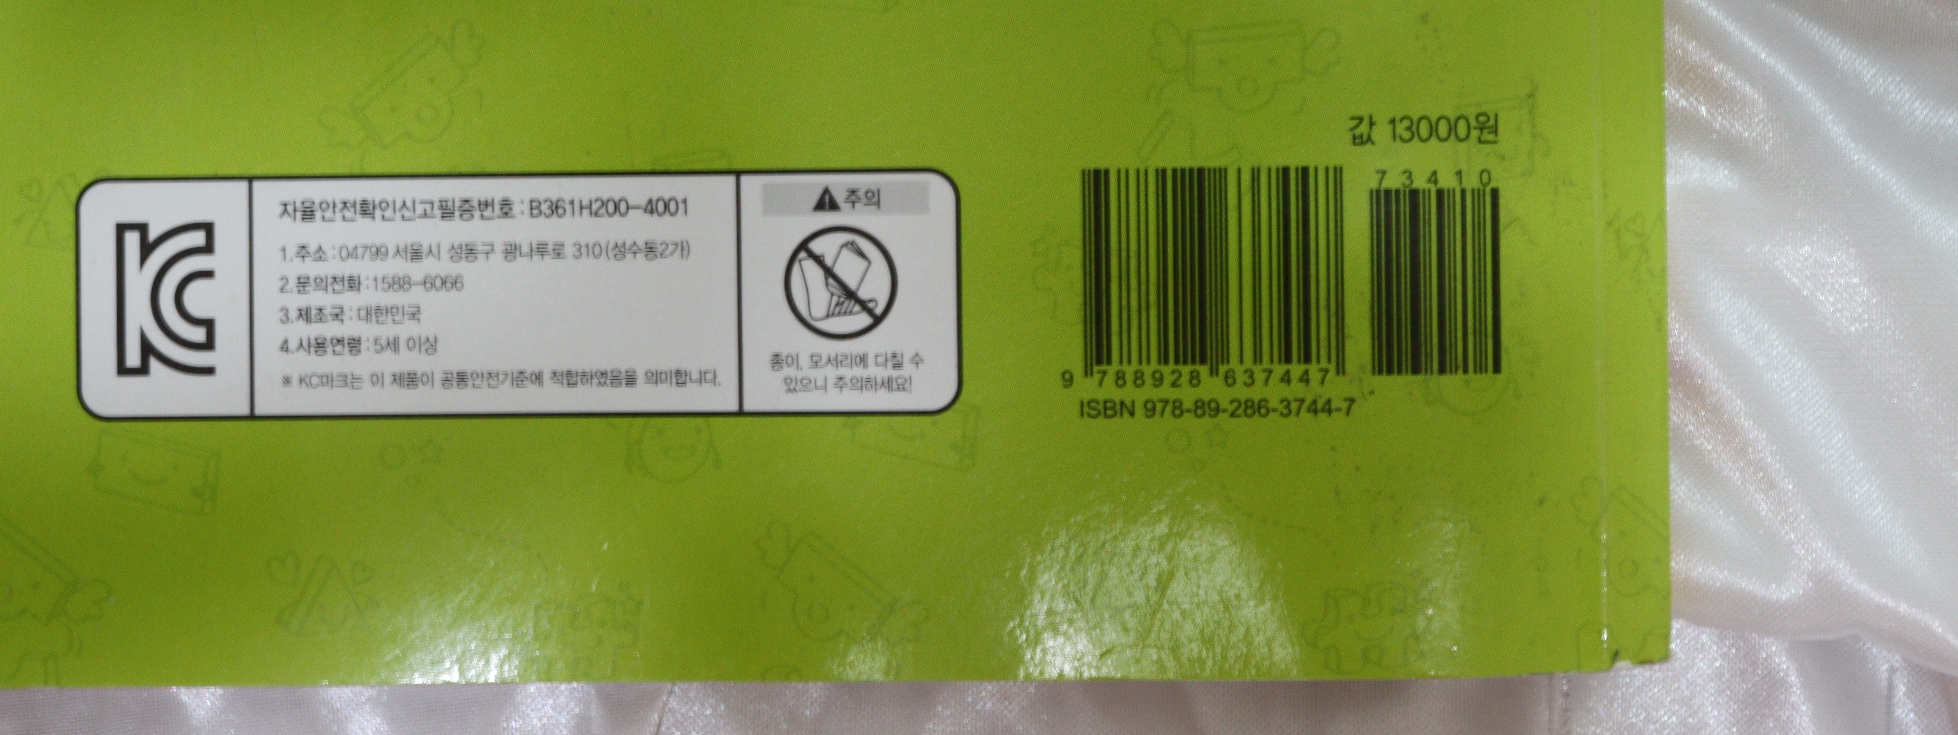 KC
자율안전확인신고필증번호:B361H200-4001
1.주소:04799 서울시 성동구 광나루로 310(성수동2가)
2.문의전화:1588-6066
3.제조국:대한민국
4.사용연령:5세 이상
※ KC마크는 이 제품이 공통안전기준에 적합하였음을 의미합니다.
주의
종이, 모서리에 다칠 수
있으니 주의하세요!
값 13000원
73410
9 788928 637447
ISBN 978-89-286-3744-7